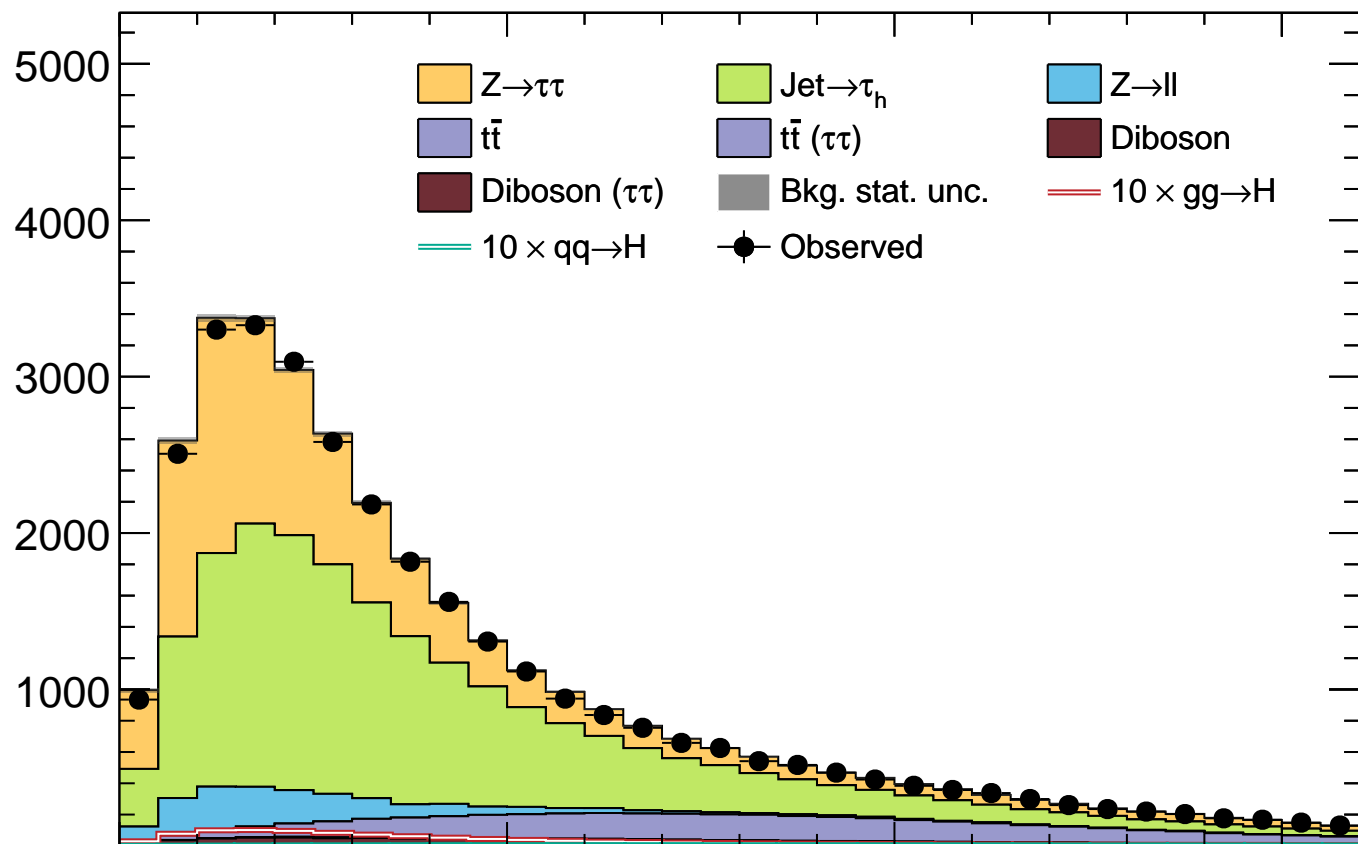 5000
Z→ττ Jet→τh Z→ll
tt̄ tt̄ (ττ) Diboson
4000
Diboson (ττ) Bkg. stat. unc. 10 × gg→H
10 × qq→H Observed
3000
2000
1000